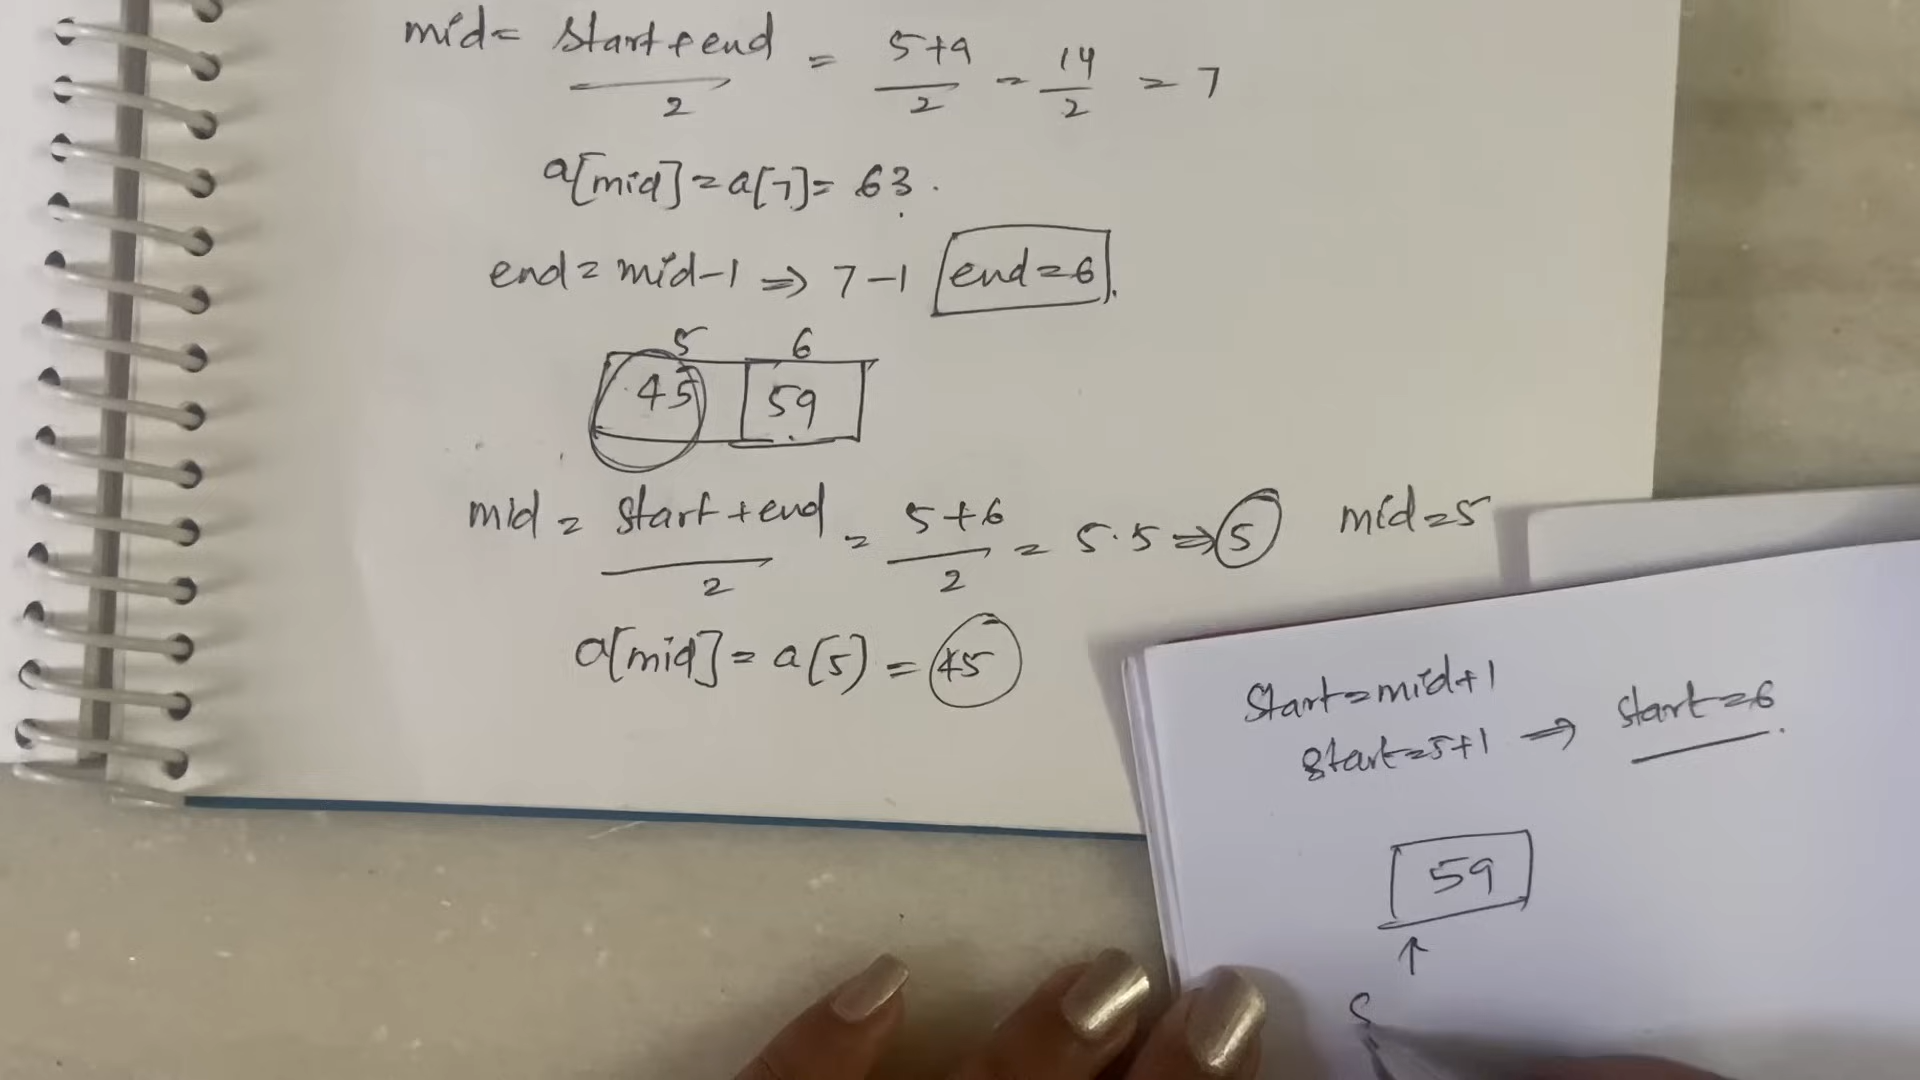 mid = start + end / 2 = 5+9 / 2 = 14 / 2 = 7
a[mid] = a[7] = 63.
end = mid-1 ⇒ 7-1 end=6.
5 6
45 59
mid = start + end / 2 = 5+6 / 2 = 5.5 ⇒ 5 mid=5
a[mid] = a[5] = 45
start=mid+1
start=5+1 ⇒ start=6.
59
↑
S